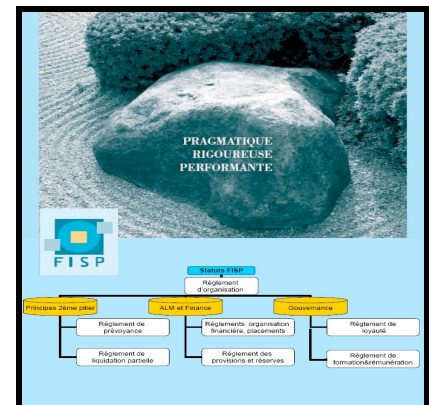 PRAGMATIQUE
RIGOUREUSE
PERFORMANTE
FISP
Statuts FISP
Règlement
d'organisation
Principes 2ème pilier
ALM et Finance
Gouvernance
Règlement de
prévoyance
Règlements: organisation
financière, placements
Règlement de
loyauté
Règlement de
liquidation partielle
Règlement des
provisions et réserves
Règlement de
formation&rémunération